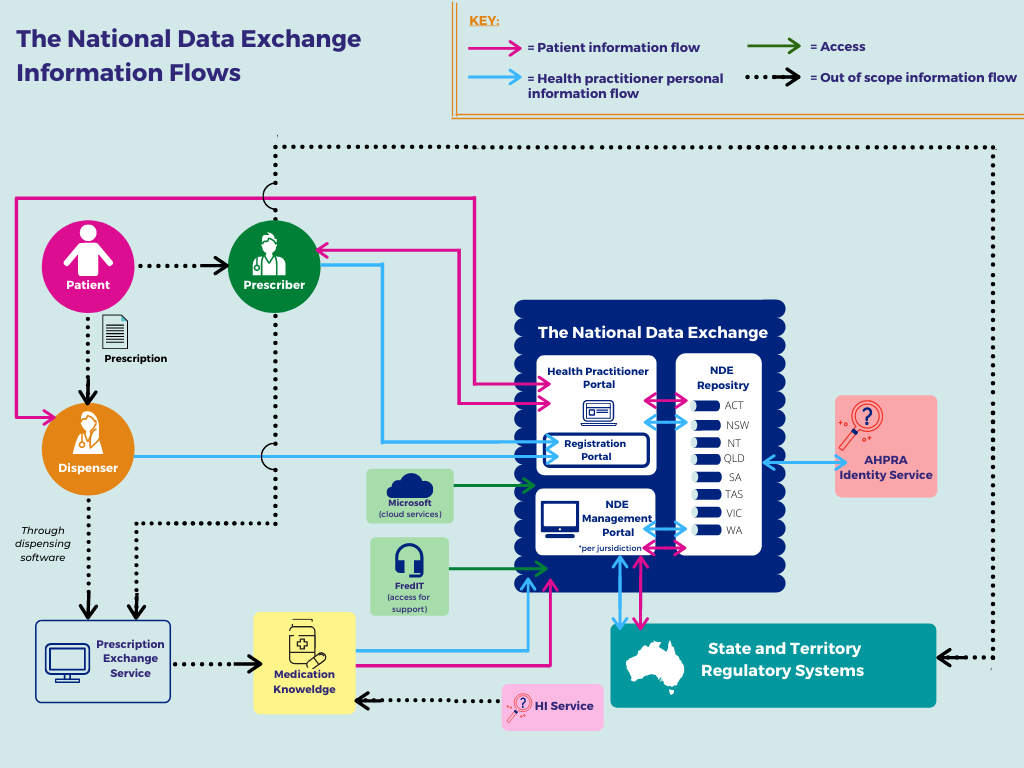 The National Data Exchange
Information Flows
KEY:
= Patient information flow
= Access
= Health practitioner personal
information flow
= Out of scope information flow
Patient
Prescriber
Prescription
Dispenser
Through
dispensing
software
The National Data Exchange
Health Practitioner
Portal
Registration
Portal
NDE
Repositry
ACT
NSW
NT
QLD
SA
TAS
VIC
WA
NDE
Management
Portal
*per jursidiction
?
AHPRA
Identity Service
Microsoft
(cloud services)
FredIT
(access for
support)
Prescription
Exchange
Service
Medication
Knoweldge
?
HI Service
State and Territory
Regulatory Systems